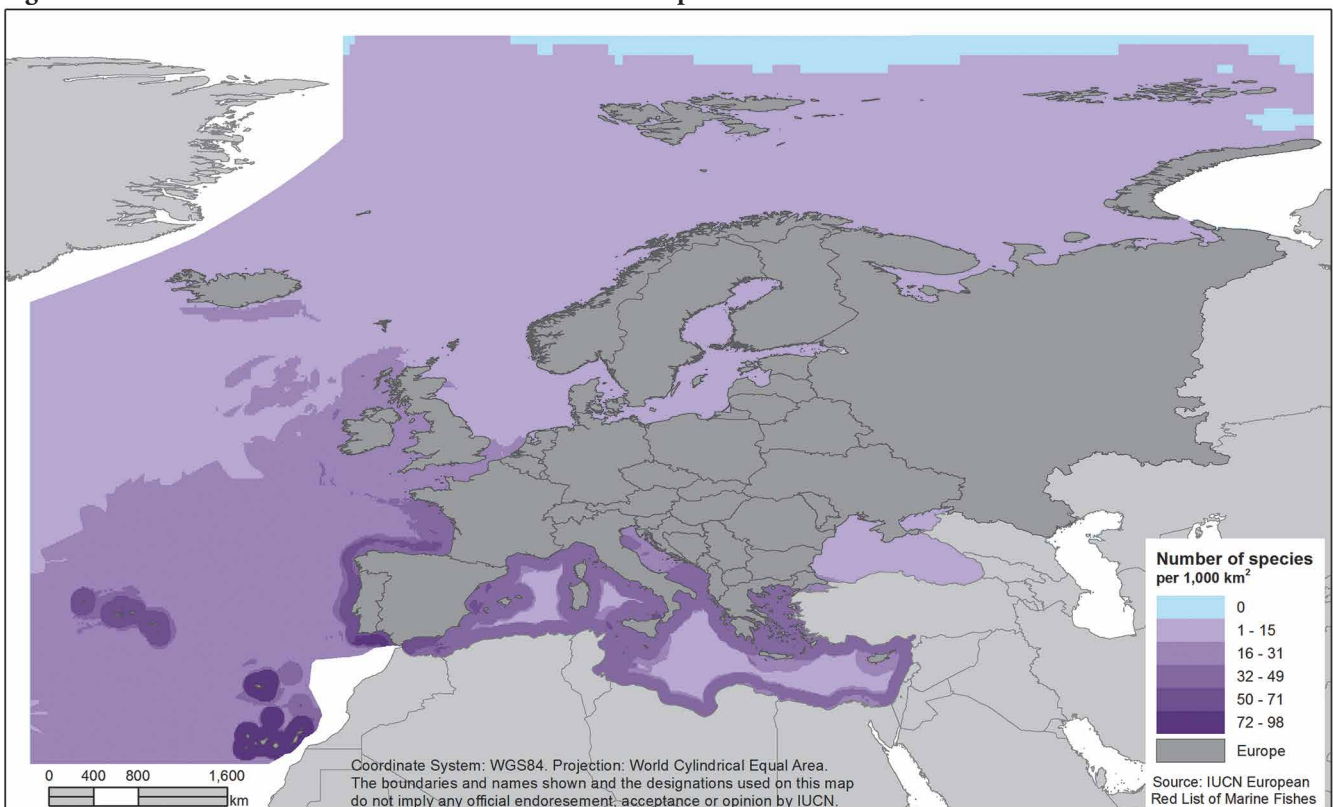 Number of species
per 1,000 km²
0
1 - 15
16 - 31
32 - 49
50 - 71
72 - 98
Europe
Source: IUCN European
Red List of Marine Fishes
0 400 800 1,600
km
Coordinate System: WGS84. Projection: World Cylindrical Equal Area.
The boundaries and names shown and the designations used on this map
do not imply any official endoresement, acceptance or opinion by IUCN.